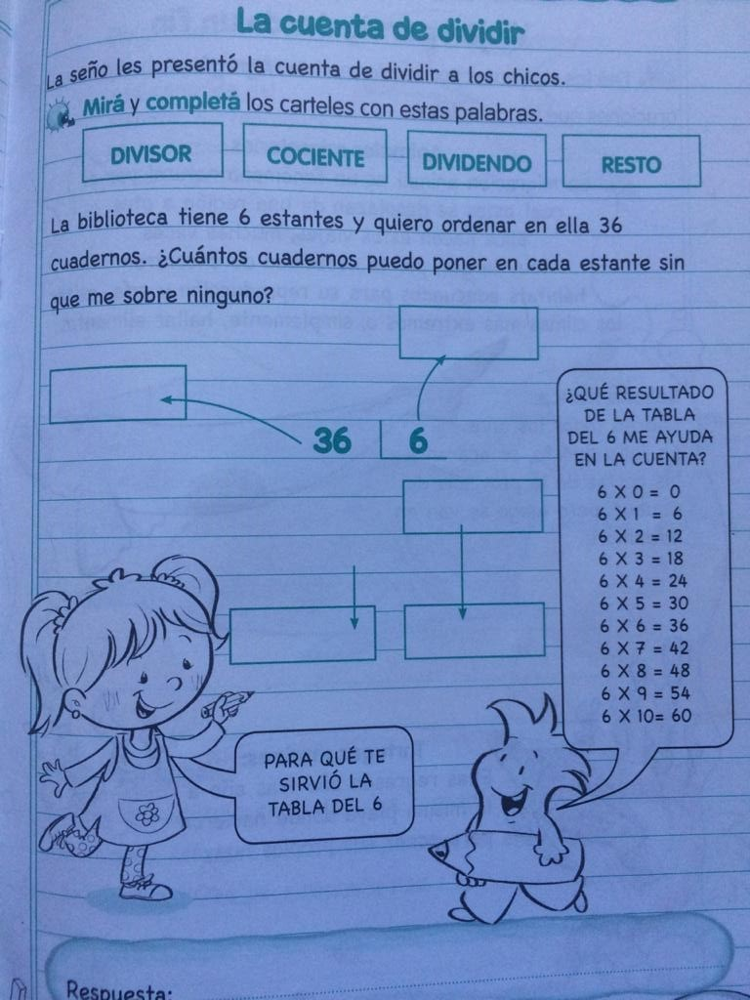 La cuenta de dividir
La seño les presentó la cuenta de dividir a los chicos.
Mirá y completá los carteles con estas palabras.
DIVISOR
COCIENTE
DIVIDENDO
RESTO
La biblioteca tiene 6 estantes y quiero ordenar en ella 36
cuadernos. ¿Cuántos cuadernos puedo poner en cada estante sin
que me sobre ninguno?
36
6
¿QUÉ RESULTADO
DE LA TABLA
DEL 6 ME AYUDA
EN LA CUENTA?
6 X 0 = 0
6 X 1 = 6
6 X 2 = 12
6 X 3 = 18
6 X 4 = 24
6 X 5 = 30
6 X 6 = 36
6 X 7 = 42
6 X 8 = 48
6 X 9 = 54
6 X 10= 60
PARA QUÉ TE
SIRVIÓ LA
TABLA DEL 6
Respuesta: